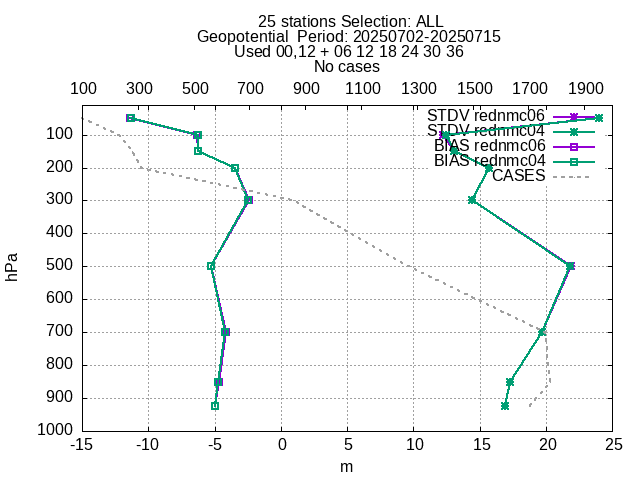 25 stations Selection: ALL
Geopotential  Period: 20250702-20250715
Used 00,12 + 06 12 18 24 30 36
No cases
100 300 500 700 900 1100 1300 1500 1700 1900
STDV rednmc06
STDV rednmc04
BIAS rednmc06
BIAS rednmc04
CASES
100
200
300
400
500
600
700
800
900
1000
hPa
-15 -10 -5 0 5 10 15 20 25
m